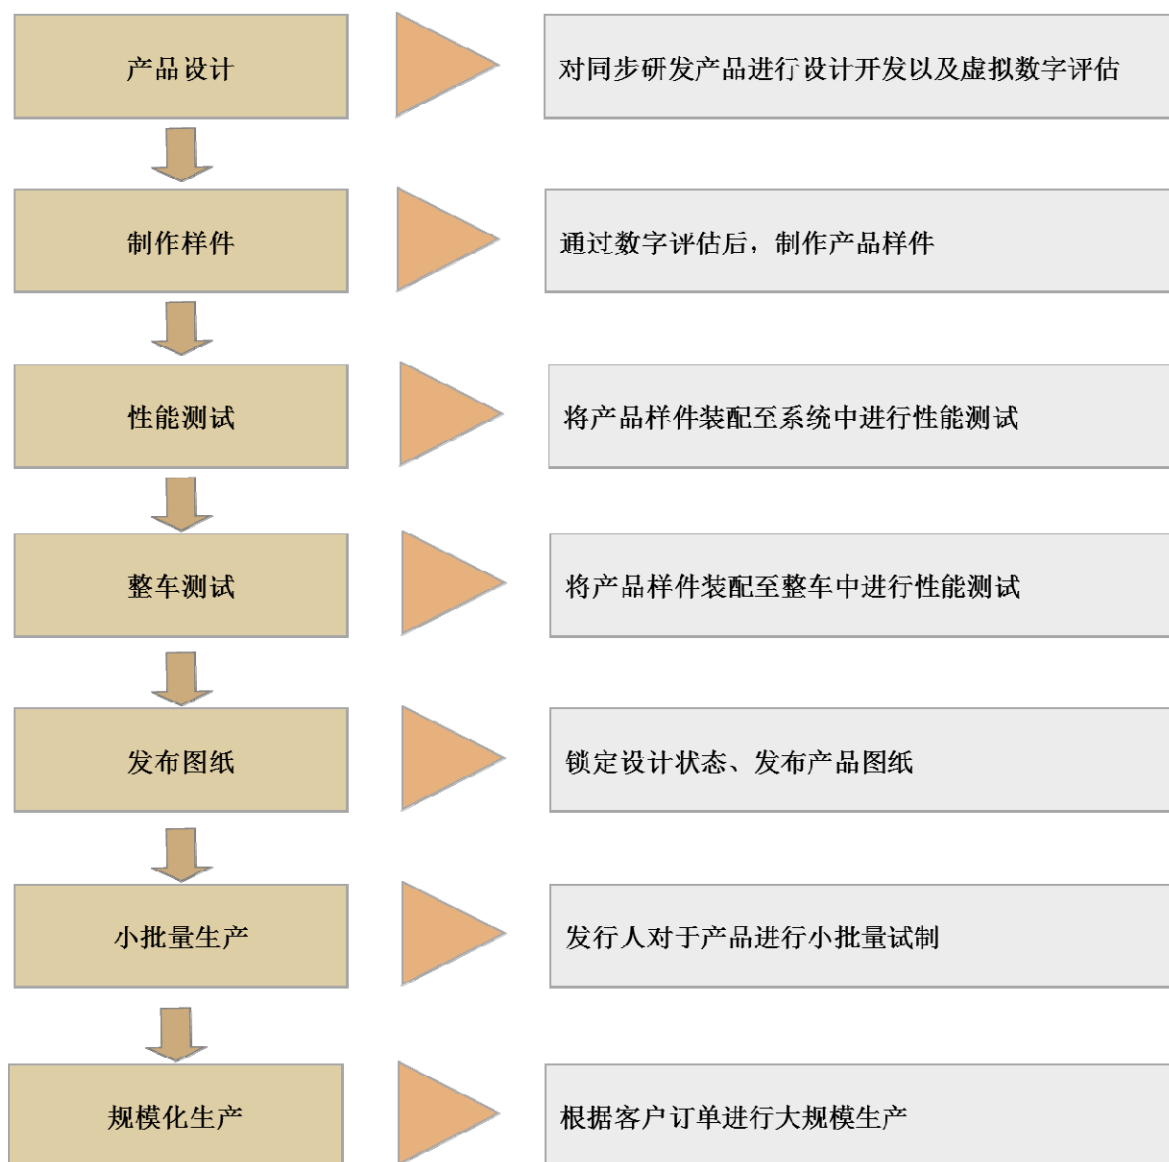 产品设计
对同步研发产品进行设计开发以及虚拟数字评估
制作样件
通过数字评估后，制作产品样件
性能测试
将产品样件装配至系统中进行性能测试
整车测试
将产品样件装配至整车中进行性能测试
发布图纸
锁定设计状态、发布产品图纸
小批量生产
发行人对于产品进行小批量试制
规模化生产
根据客户订单进行大规模生产